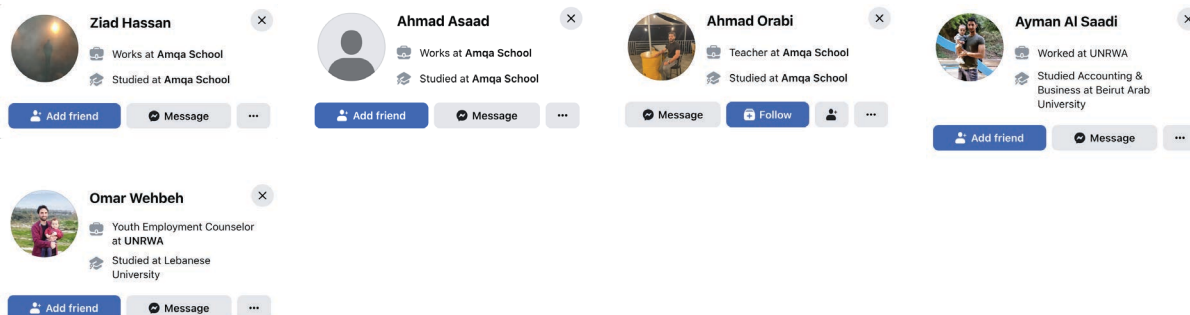 Ziad Hassan
Works at Amqa School
Studied at Amqa School
Add friend
Message
Ahmad Asaad
Works at Amqa School
Studied at Amqa School
Add friend
Message
Ahmad Orabi
Teacher at Amqa School
Studied at Amqa School
Message
Follow
Ayman Al Saadi
Worked at UNRWA
Studied Accounting &
Business at Beirut Arab
University
Add friend
Message
Omar Wehbeh
Youth Employment Counselor
at UNRWA
Studied at Lebanese
University
Add friend
Message